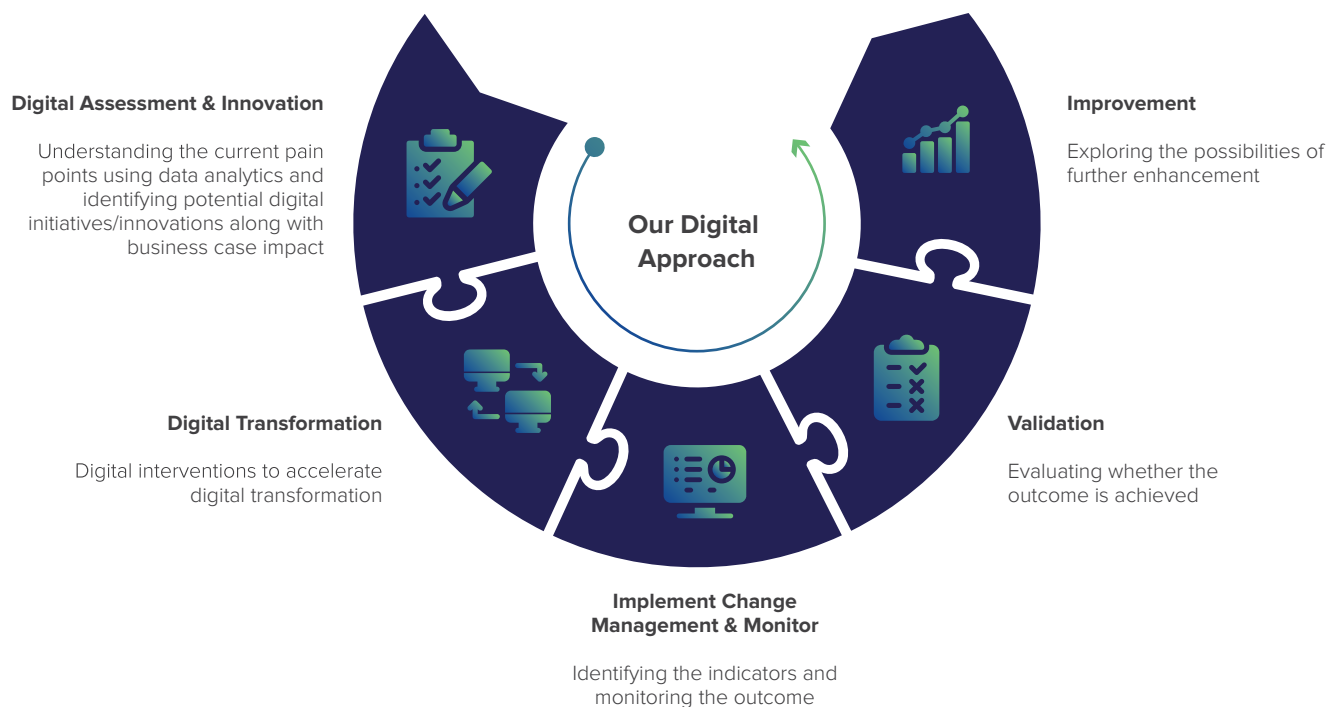 Digital Assessment & Innovation
Understanding the current pain
points using data analytics and
identifying potential digital
initiatives/innovations along with
business case impact
Digital Transformation
Digital interventions to accelerate
digital transformation
Implement Change
Management & Monitor
Identifying the indicators and
monitoring the outcome
Validation
Evaluating whether the
outcome is achieved
Improvement
Exploring the possibilities of
further enhancement
Our Digital
Approach